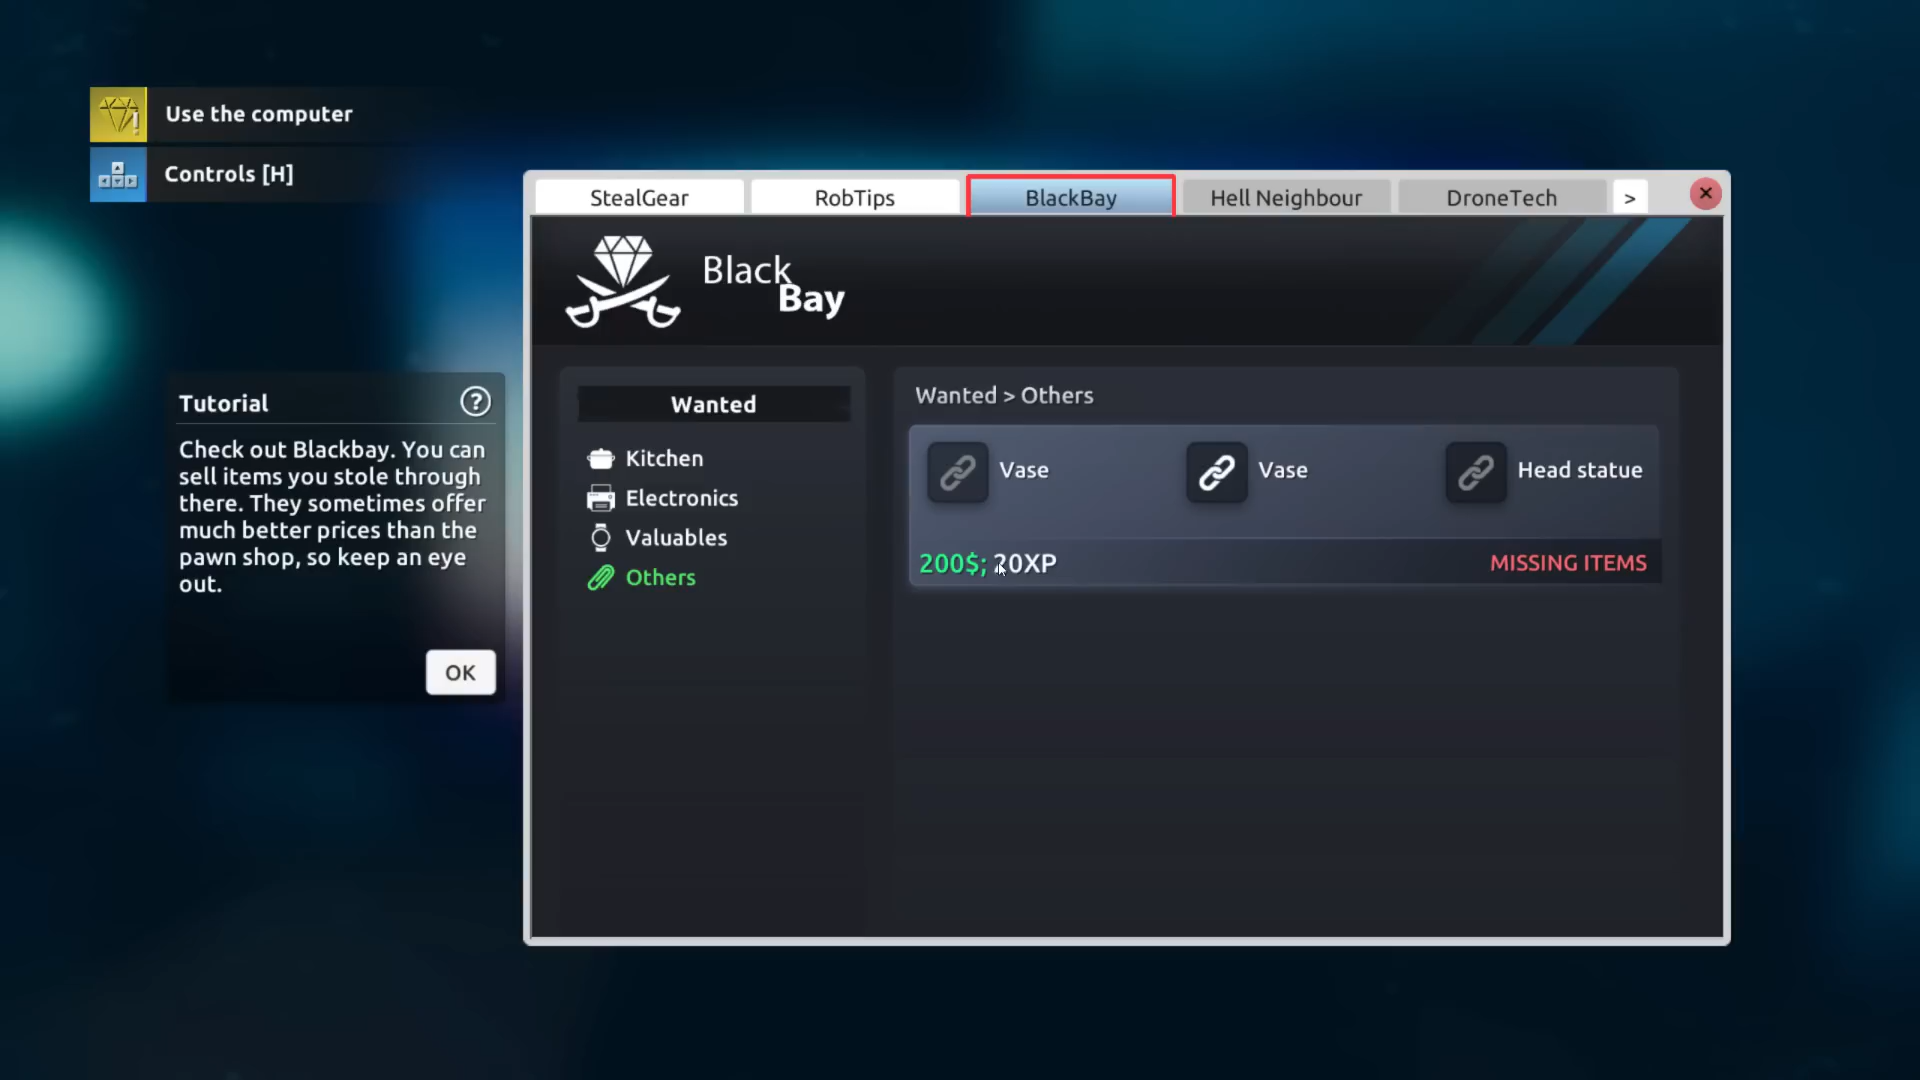 Use the computer
Controls [H]
StealGear
RobTips
BlackBay
Hell Neighbour
DroneTech
>
Black
Bay
Tutorial
Check out Blackbay. You can
sell items you stole through
there. They sometimes offer
much better prices than the
pawn shop, so keep an eye
out.
OK
Wanted
Kitchen
Electronics
Valuables
Others
Wanted > Others
Vase
Vase
Head statue
200$; 20XP
MISSING ITEMS